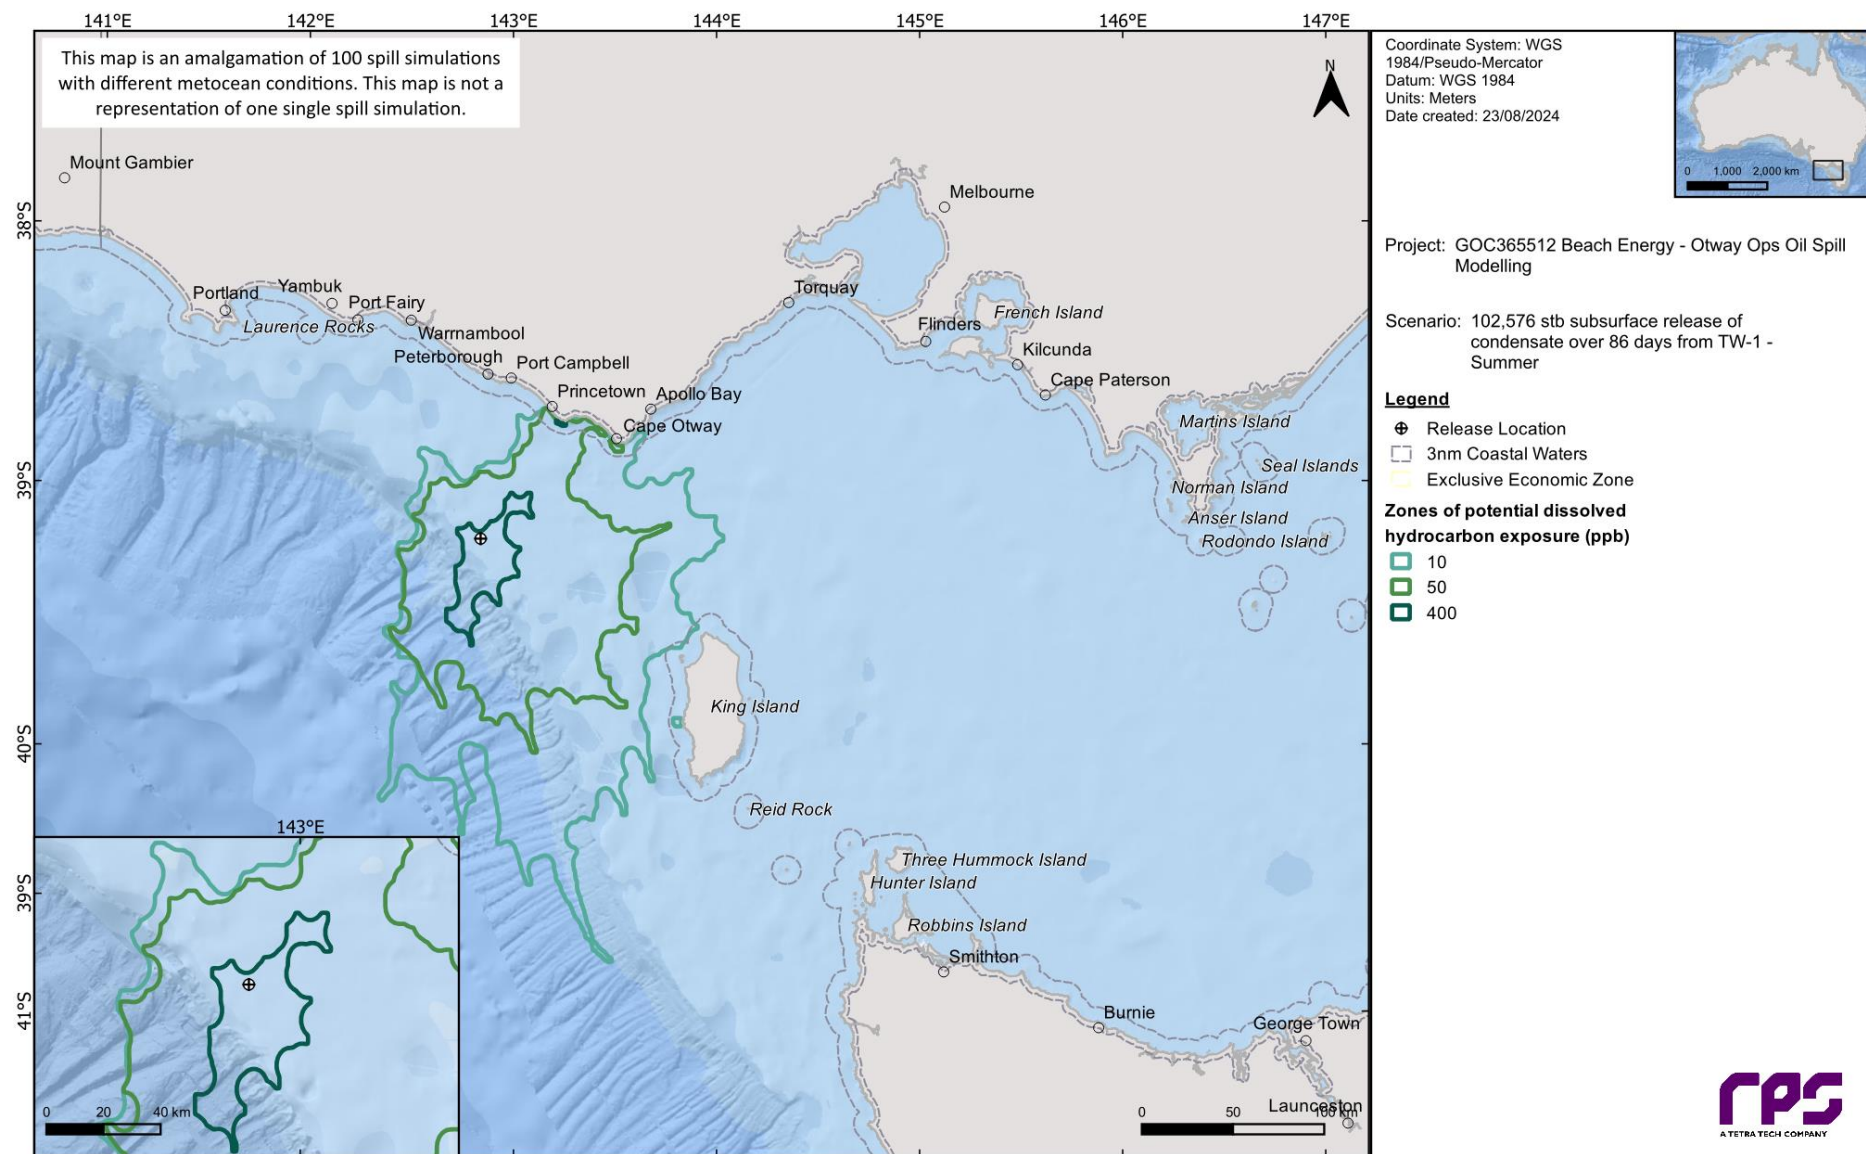 141°E
142°E
143°E
144°E
145°E
146°E
147°E
This map is an amalgamation of 100 spill simulations
with different metocean conditions. This map is not a
representation of one single spill simulation.
N
Mount Gambier
Melbourne
38°S
Portland
Yambuk
Port Fairy
Laurence Rocks
Warrnambool
Torquay
French Island
Flinders
Peterborough
Port Campbell
Kilcunda
Princetown
Apollo Bay
Cape Paterson
Cape Otway
Martins Island
39°S
Seal Islands
Norman Island
Anser Island
Rodondo Island
King Island
40°S
Reid Rock
Three Hummock Island
Hunter Island
Robbins Island
Smithton
41°S
Burnie
George Town
Launceston
0
50
100 km
143°E
39°S
0
20
40 km
Coordinate System: WGS
1984/Pseudo-Mercator
Datum: WGS 1984
Units: Meters
Date created: 23/08/2024
0
1,000
2,000 km
Project: GOC365512 Beach Energy - Otway Ops Oil Spill
Modelling
Scenario: 102,576 stb subsurface release of
condensate over 86 days from TW-1 -
Summer
Legend
Release Location
3nm Coastal Waters
Exclusive Economic Zone
Zones of potential dissolved
hydrocarbon exposure (ppb)
10
50
400
rps
A TETRA TECH COMPANY